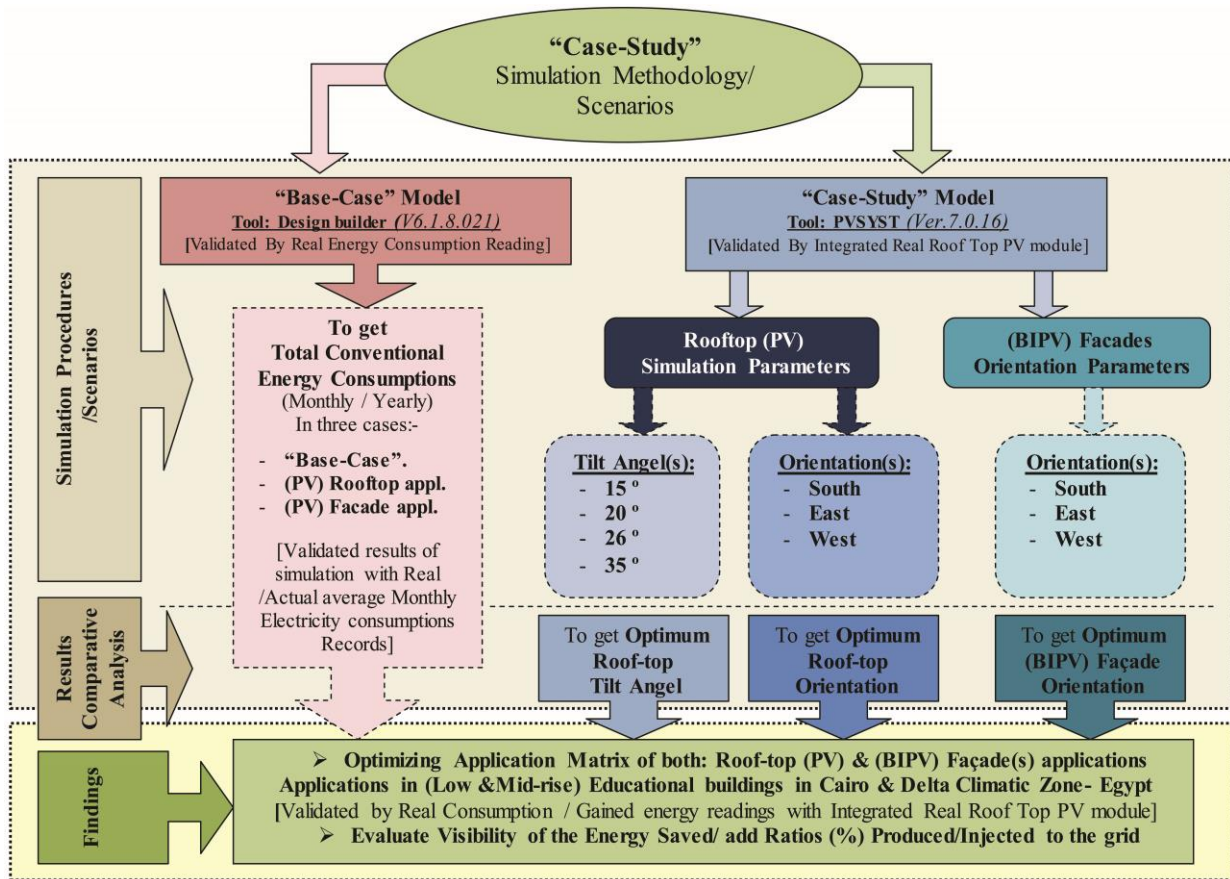 “Case-Study”
Simulation Methodology/
Scenarios
Simulation Procedures
/Scenarios
“Base-Case” Model
Tool: Design builder (V6.1.8.021)
[Validated By Real Energy Consumption Reading]
“Case-Study” Model
Tool: PVSYST (Ver.7.0.16)
[Validated By Integrated Real Roof Top PV module]
To get
Total Conventional
Energy Consumptions
(Monthly / Yearly)
In three cases:-
- “Base-Case”.
- (PV) Rooftop appl.
- (PV) Facade appl.
[Validated results of
simulation with Real
/Actual average Monthly
Electricity consumptions
Records]
Rooftop (PV)
Simulation Parameters
(BIPV) Facades
Orientation Parameters
Tilt Angel(s):
- 15 º
- 20 º
- 26 º
- 35 º
Orientation(s):
- South
- East
- West
Orientation(s):
- South
- East
- West
Results
Comparative
Analysis
To get Optimum
Roof-top
Tilt Angel
To get Optimum
Roof-top
Orientation
To get Optimum
(BIPV) Façade
Orientation
Findings
➢ Optimizing Application Matrix of both: Roof-top (PV) & (BIPV) Façade(s) applications
Applications in (Low &Mid-rise) Educational buildings in Cairo & Delta Climatic Zone- Egypt
[Validated by Real Consumption / Gained energy readings with Integrated Real Roof Top PV module]
➢ Evaluate Visibility of the Energy Saved/ add Ratios (%) Produced/Injected to the grid